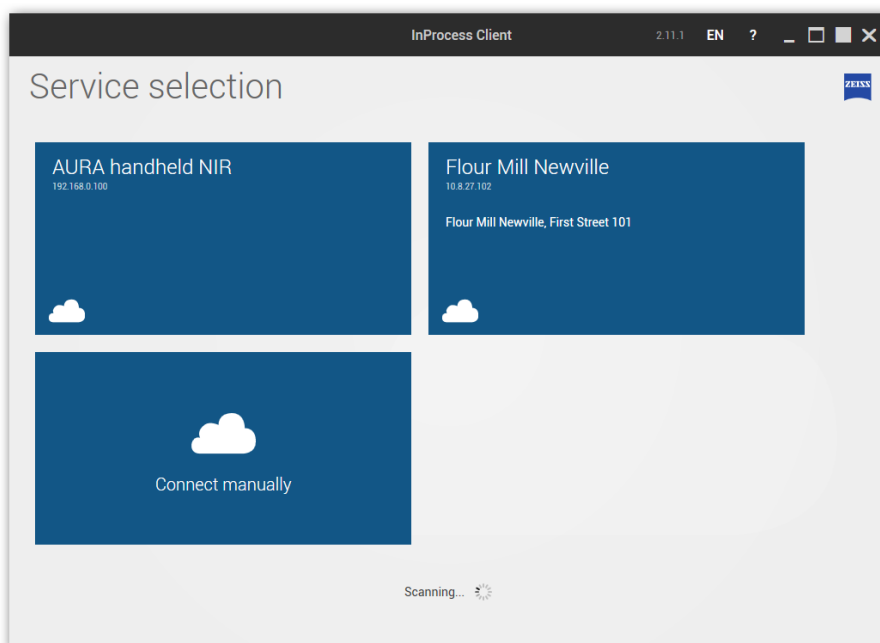 InProcess Client
2.11.1
EN
?
Service selection
ZEISS
AURA handheld NIR
192.168.0.100
Flour Mill Newville
10.8.27.102
Flour Mill Newville, First Street 101
Connect manually
Scanning...